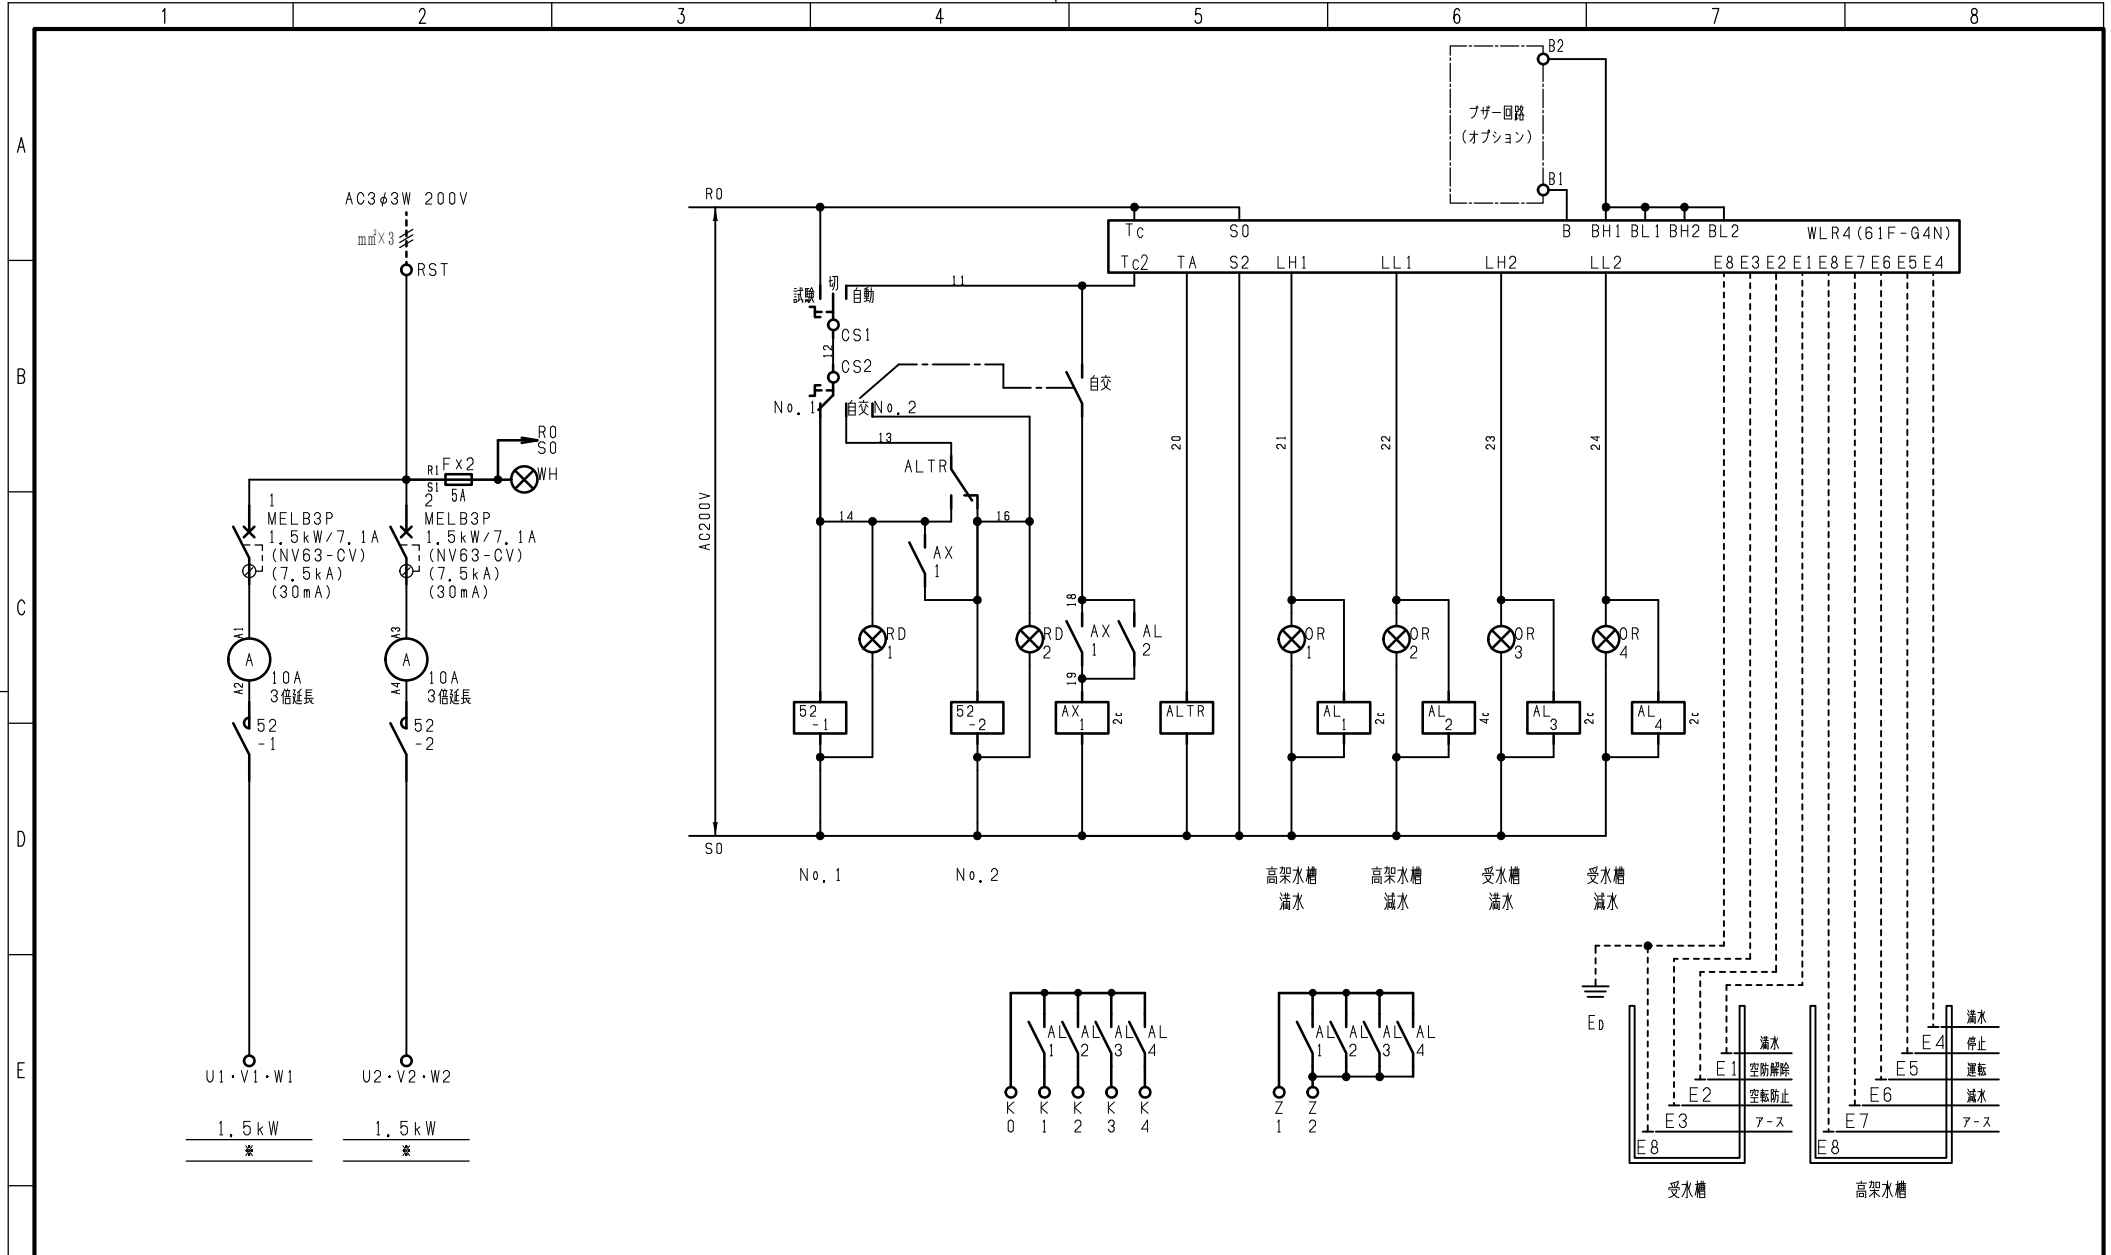 1 2 3 4 5 6 7 8
A
B
C
D
E
AC3φ3W 200V
mm²×3
RST
R0
S0
R1
S1
F×2
5A
WH
1
MELB3P
1.5kW/7.1A
(NV63-CV)
(7.5kA)
(30mA)
2
MELB3P
1.5kW/7.1A
(NV63-CV)
(7.5kA)
(30mA)
A1
A
A2
10A
3倍延長
A3
A
A4
10A
3倍延長
52
-1
52
-2
U1・V1・W1
U2・V2・W2
1.5kW
※
1.5kW
※
B2
ブザー回路
(オプション)
B1
R0
AC200V
S0
Tc S0 B BH1 BL1 BH2 BL2 WLR4(61F-G4N)
Tc2 TA S2 LH1 LL1 LH2 LL2 E8 E3 E2 E1 E8 E7 E6 E5 E4
試験 切 自動
11
CS1
12
CS2
No.1 自交 No.2
自交
13
ALTR
14
16
AX
1
RD
1
RD
2
18
AX
1
AL
2
19
20
21
22
23
24
OR
1
OR
2
OR
3
OR
4
52
-1
52
-2
AX
1
2c
ALTR
AL
1
2c
AL
2
4c
AL
3
2c
AL
4
2c
No.1
No.2
高架水槽
満水
高架水槽
減水
受水槽
満水
受水槽
減水
AL
1
AL
2
AL
3
AL
4
K
0
K
1
K
2
K
3
K
4
AL
1
AL
2
AL
3
AL
4
Z
1
Z
2
ED
満水
E1 空防解除
E2 空転防止
E3 アース
E8
受水槽
満水
E4 停止
E5 運転
E6 減水
E7 アース
E8
高架水槽